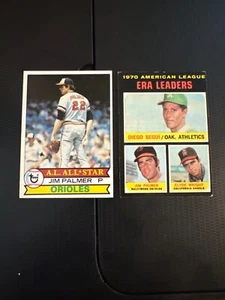 22
A.L. ALL★STAR
JIM PALMER P
ORIOLES
1970 AMERICAN LEAGUE
ERA LEADERS
DIEGO SEGUI / OAK. ATHLETICS
JIM PALMER
BALTIMORE ORIOLES
CLYDE WRIGHT
CALIFORNIA ANGELS